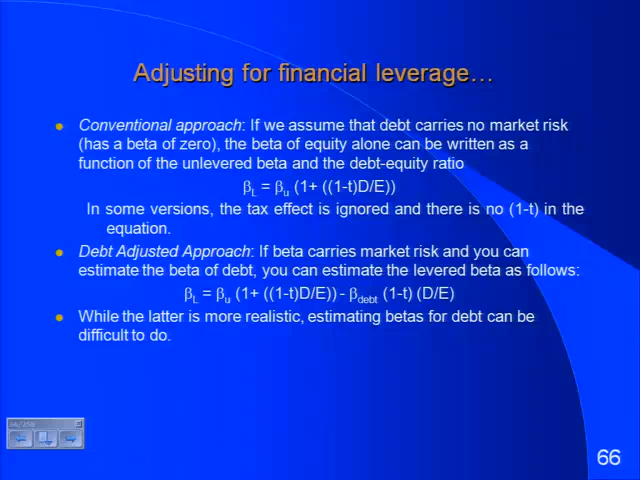 Adjusting for financial leverage…
● Conventional approach: If we assume that debt carries no market risk
(has a beta of zero), the beta of equity alone can be written as a
function of the unlevered beta and the debt-equity ratio
βL = βu (1+ ((1-t)D/E))
In some versions, the tax effect is ignored and there is no (1-t) in the
equation.
● Debt Adjusted Approach: If beta carries market risk and you can
estimate the beta of debt, you can estimate the levered beta as follows:
βL = βu (1+ ((1-t)D/E)) - βdebt (1-t) (D/E)
● While the latter is more realistic, estimating betas for debt can be
difficult to do.
66